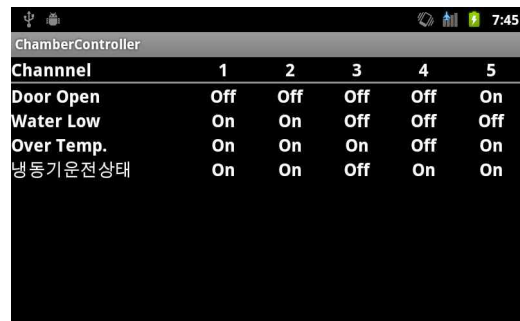 7:45
ChamberController
Channnel 1 2 3 4 5
Door Open Off Off Off Off On
Water Low On On Off Off Off
Over Temp. On On On Off On
냉동기운전상태 On On Off On On